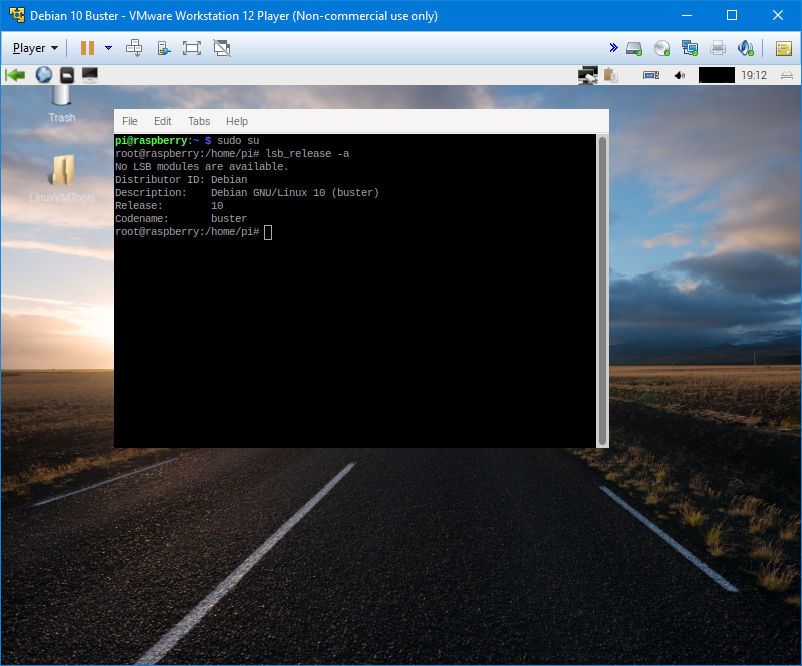 Debian 10 Buster - VMware Workstation 12 Player (Non-commercial use only)
Player
19:12
Trash
LinuxVMTools
File Edit Tabs Help
pi@raspberry:~ $ sudo su
root@raspberry:/home/pi# lsb_release -a
No LSB modules are available.
Distributor ID: Debian
Description:    Debian GNU/Linux 10 (buster)
Release:        10
Codename:       buster
root@raspberry:/home/pi#